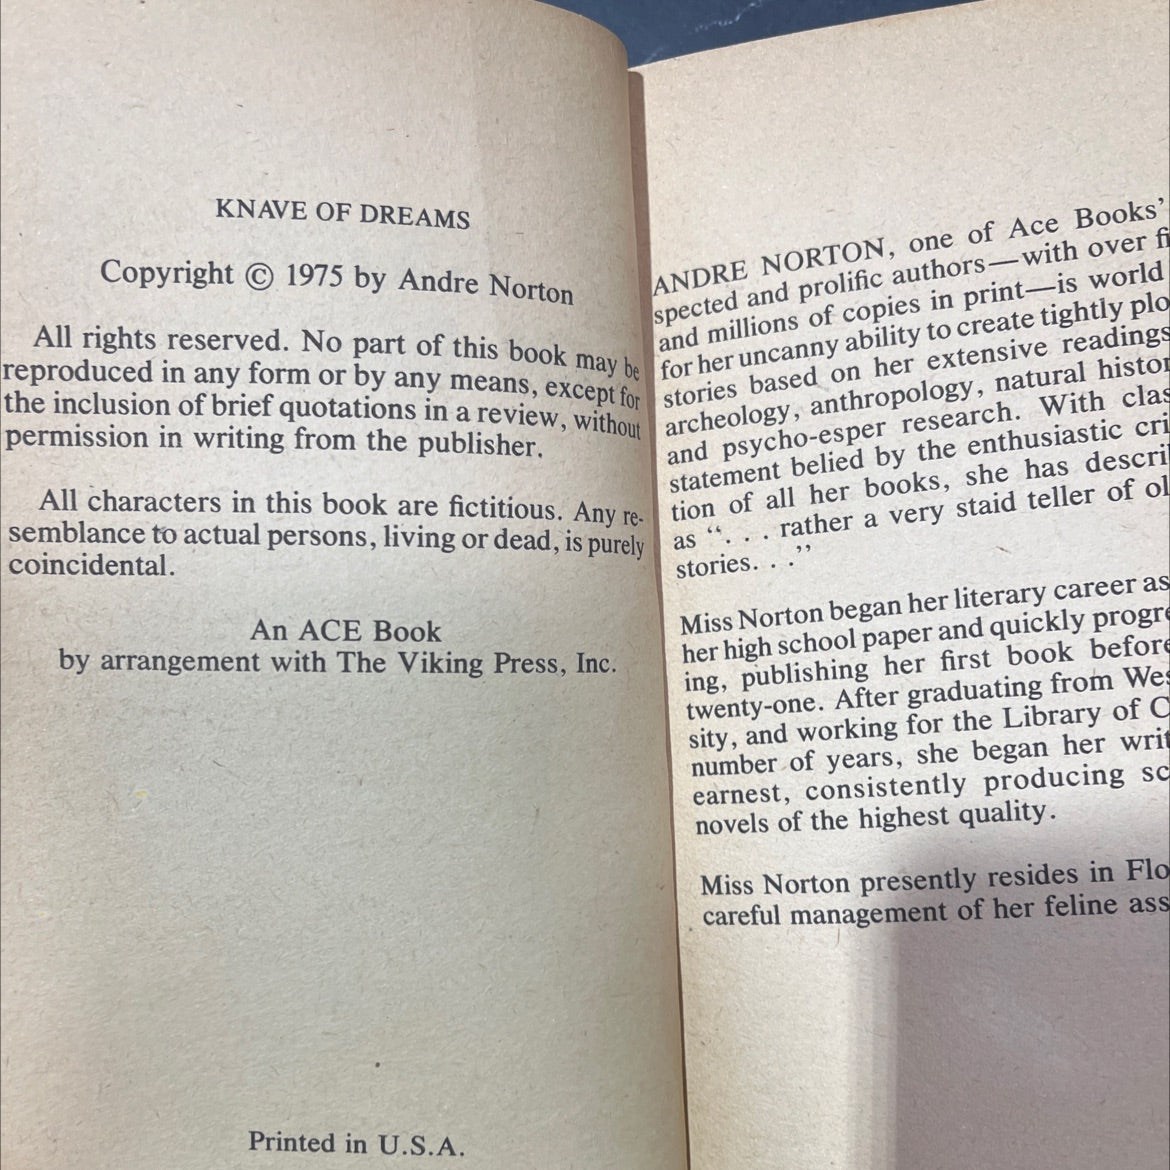 KNAVE OF DREAMS
Copyright © 1975 by Andre Norton
All rights reserved. No part of this book may be
reproduced in any form or by any means, except for
the inclusion of brief quotations in a review, without
permission in writing from the publisher.
All characters in this book are fictitious. Any re-
semblance to actual persons, living or dead, is purely
coincidental.
An ACE Book
by arrangement with The Viking Press, Inc.
Printed in U.S.A.
ANDRE NORTON, one of Ace Books'
spected and prolific authors—with over
and millions of copies in print—is world
for her uncanny ability to create tightly
stories based on her extensive readings
archeology, anthropology, natural
and psycho-esper research. With
statement belied by the enthusiastic
tion of all her books, she has
as “. . . rather a very staid teller of
stories. . .”
Miss Norton began her literary career as
her high school paper and quickly
ing, publishing her first book before
twenty-one. After graduating from
sity, and working for the Library of
number of years, she began her
earnest, consistently producing
novels of the highest quality.
Miss Norton presently resides in
careful management of her feline